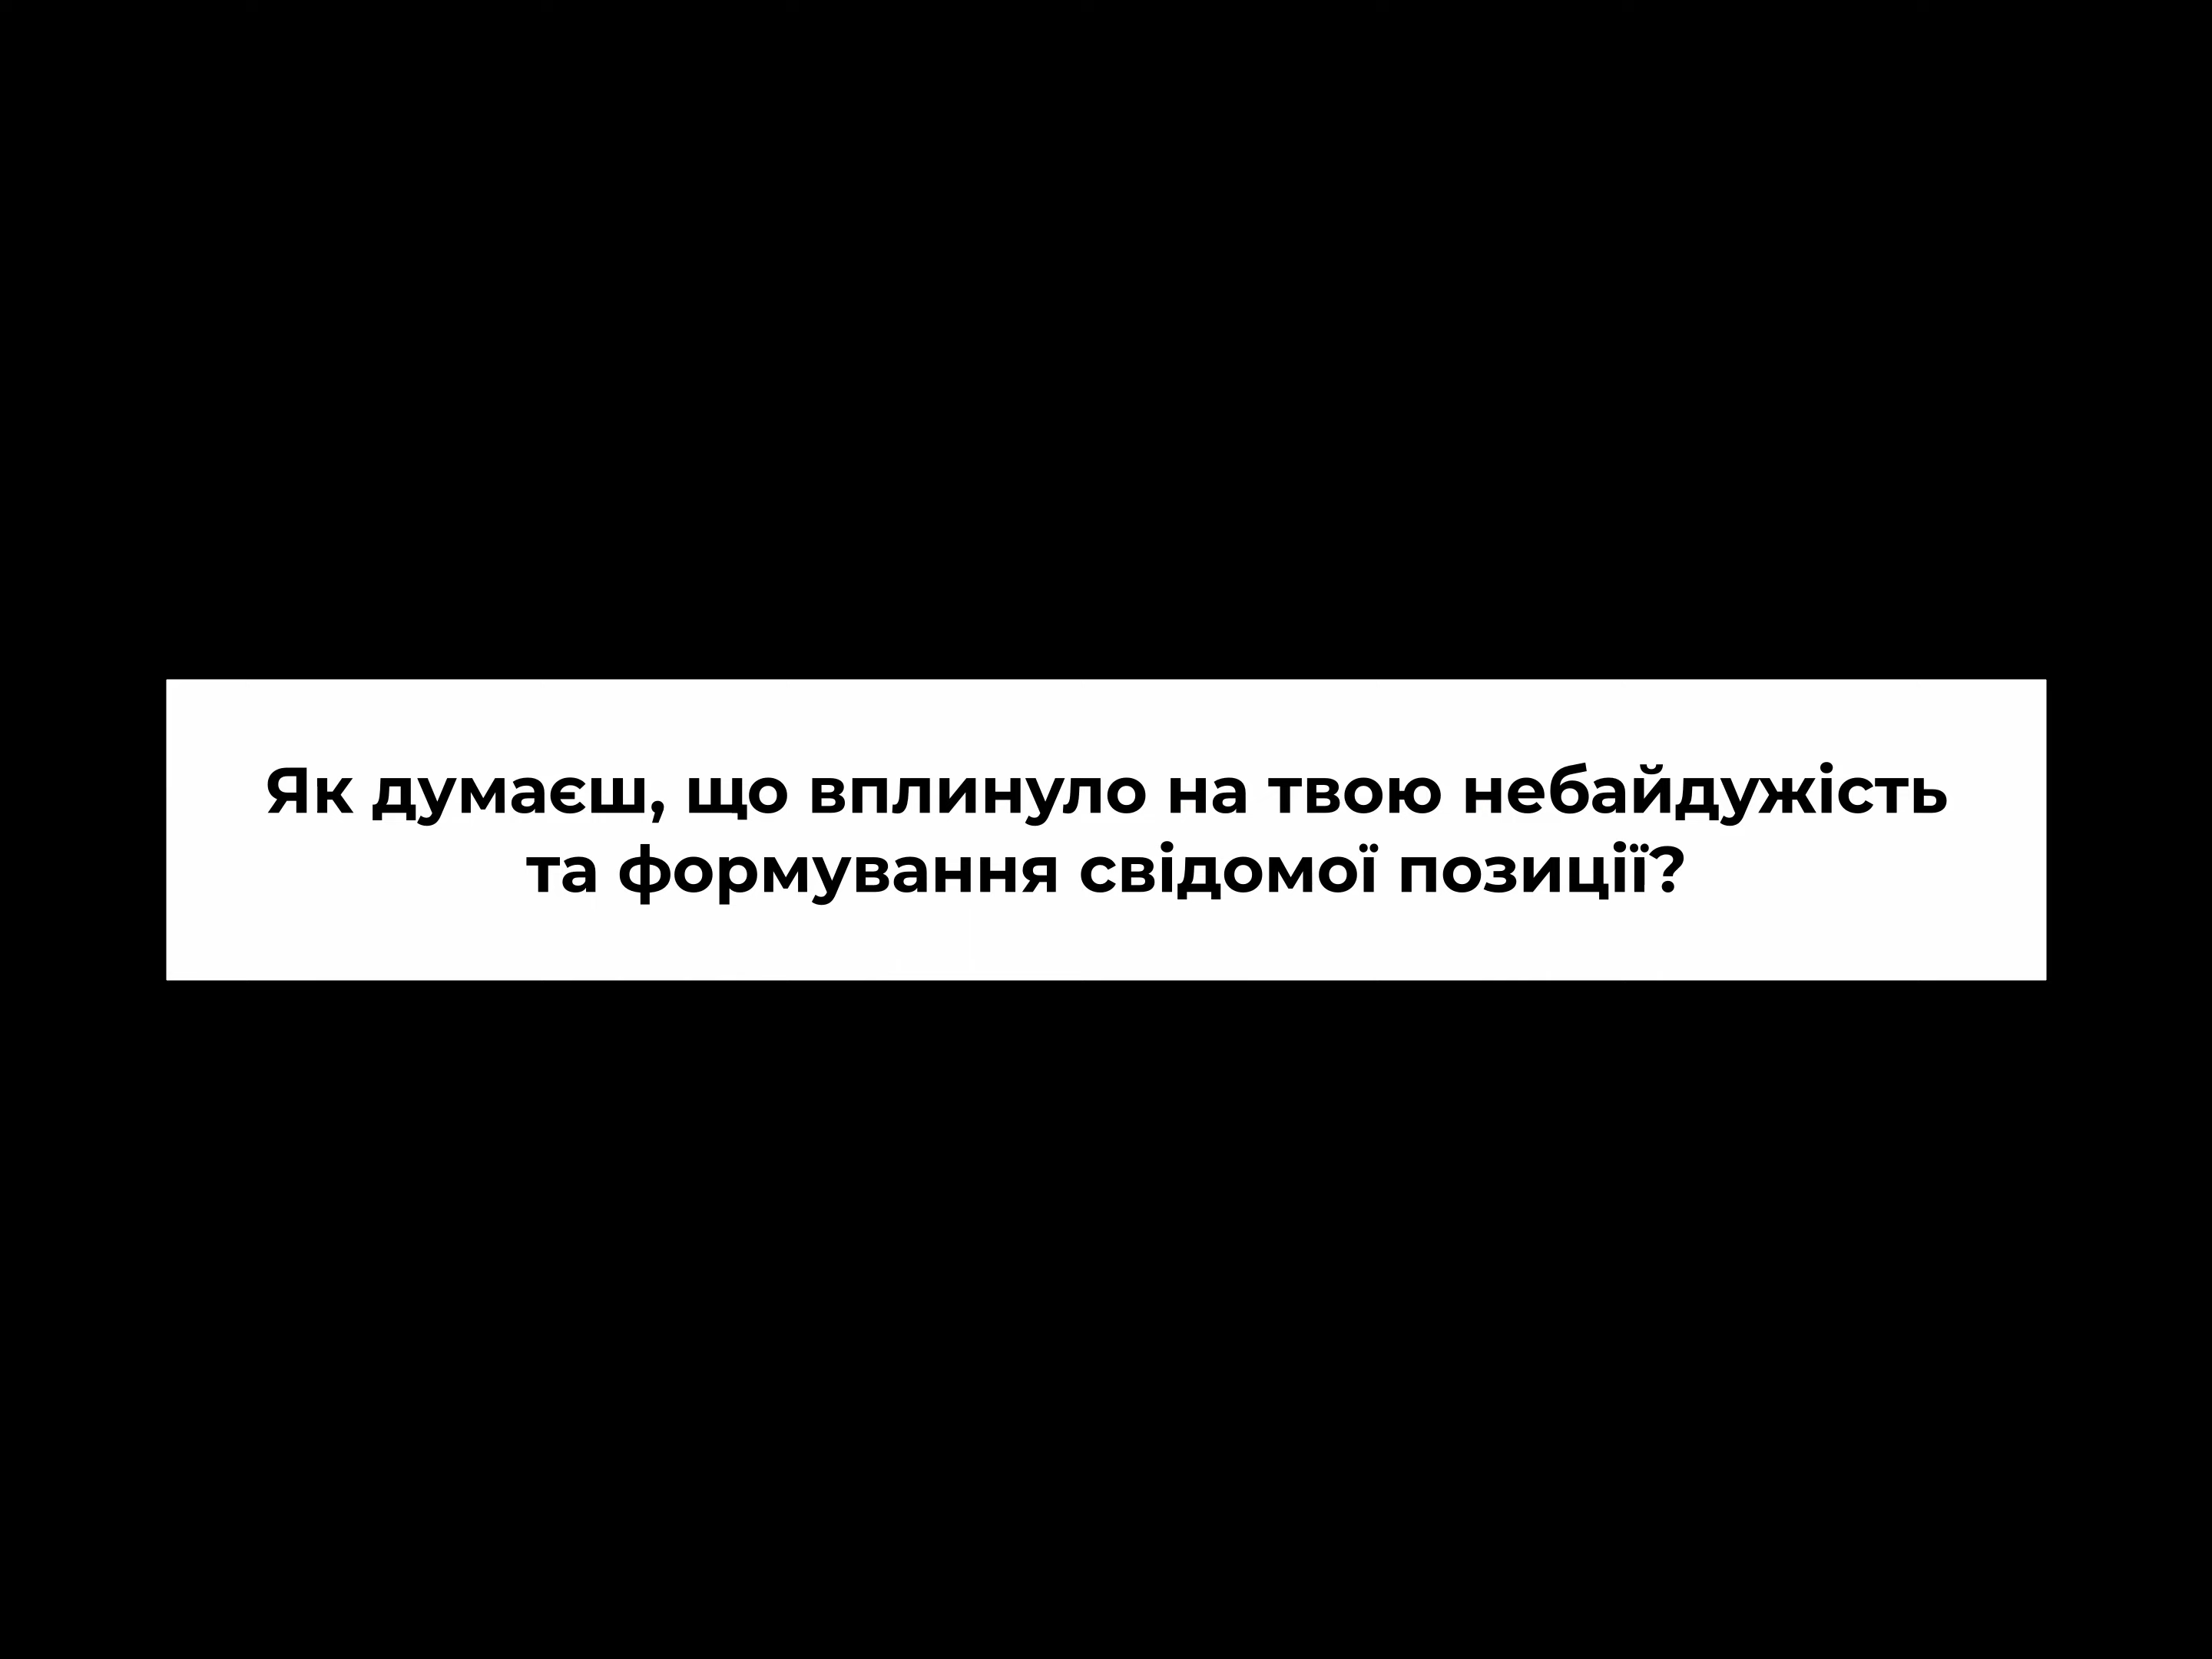 Як думаєш, що вплинуло на твою небайдужість
та формування свідомої позиції?